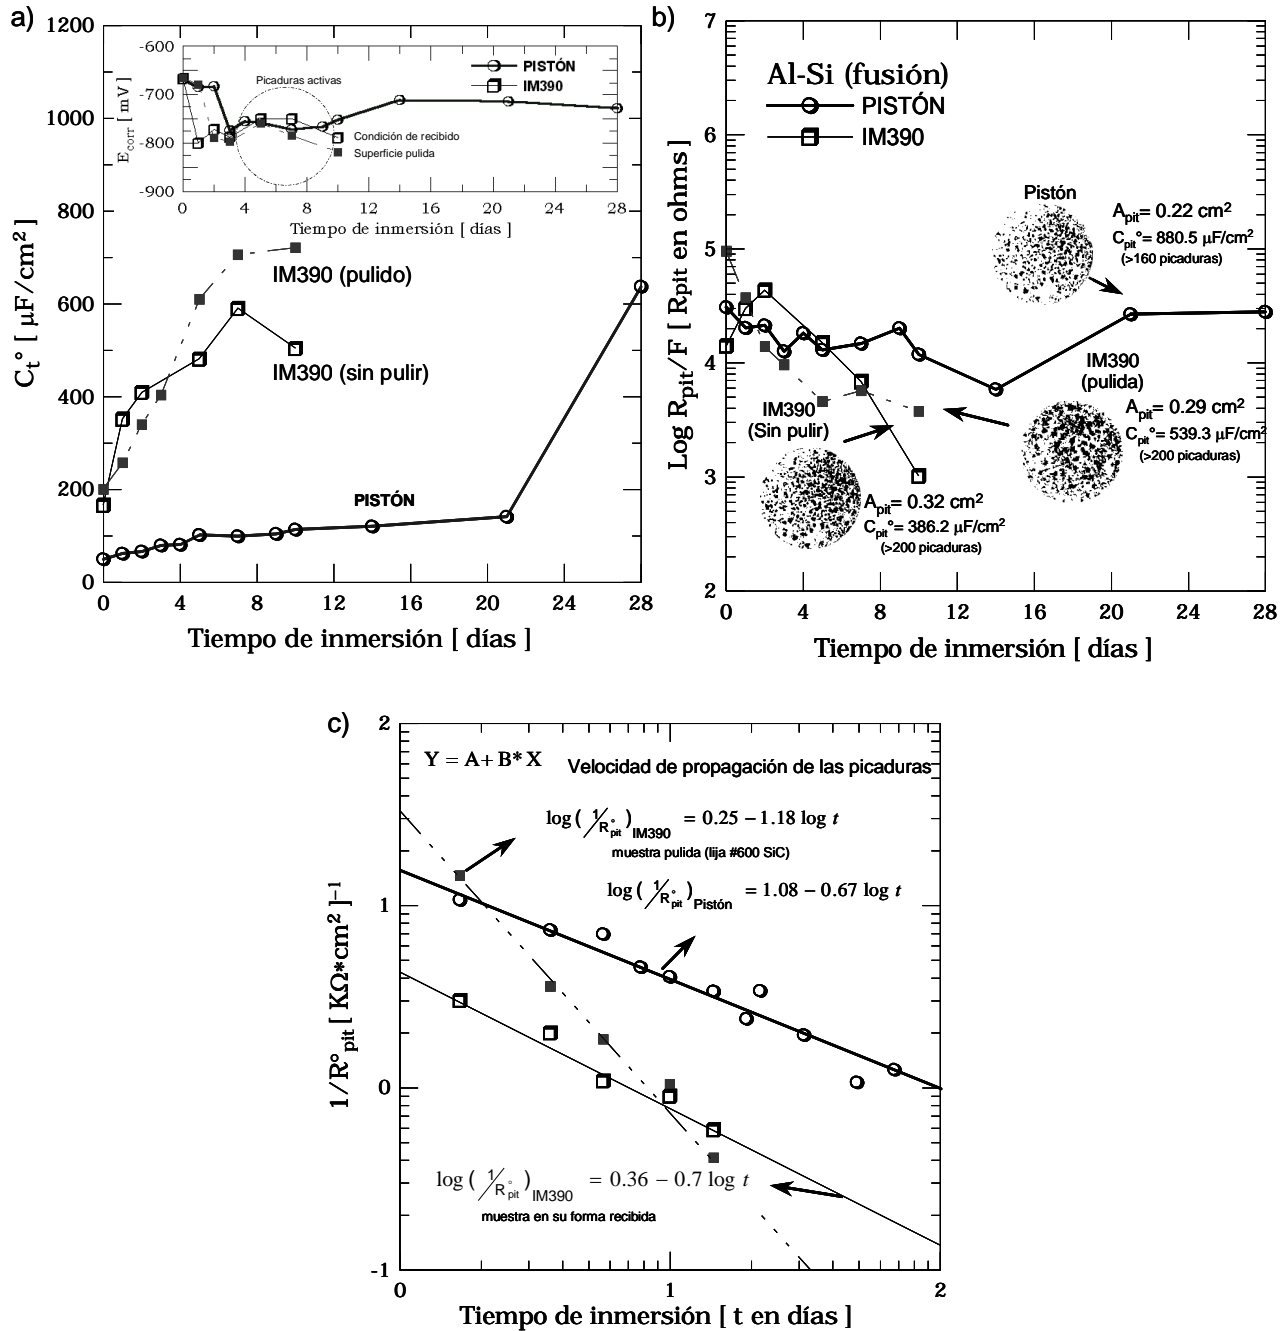 a)
1200
1000
800
600
400
200
0
C_t° [ µF/cm² ]
0 4 8 12 16 20 24 28
Tiempo de inmersión [ días ]
-600
-700
-800
-900
E_corr [ mV ]
0 4 8 12 16 20 24 28
Tiempo de inmersión [ días ]
Picaduras activas
PISTÓN
IM390
Condición de recibido
Superficie pulida
IM390 (pulido)
IM390 (sin pulir)
PISTÓN
b)
7
6
5
4
3
2
Log R_pit/F [ R_pit en ohms ]
0 4 8 12 16 20 24 28
Tiempo de inmersión [ días ]
Al-Si (fusión)
PISTÓN
IM390
Pistón
A_pit= 0.22 cm²
C_pit°= 880.5 µF/cm²
(>160 picaduras)
IM390
(pulida)
A_pit= 0.29 cm²
C_pit°= 539.3 µF/cm²
(>200 picaduras)
IM390
(Sin pulir)
A_pit= 0.32 cm²
C_pit°= 386.2 µF/cm²
(>200 picaduras)
c)
2
1
0
-1
1/R°_pit [ KΩ*cm² ]⁻¹
0 1 2
Tiempo de inmersión [ t en días ]
Y = A+ B* X
Velocidad de propagación de las picaduras
log ( 1/R°_pit )_IM390 = 0.25 − 1.18 log t
muestra pulida (lija #600 SiC)
log ( 1/R°_pit )_Pistón = 1.08 − 0.67 log t
log ( 1/R°_pit )_IM390 = 0.36 − 0.7 log t
muestra en su forma recibida